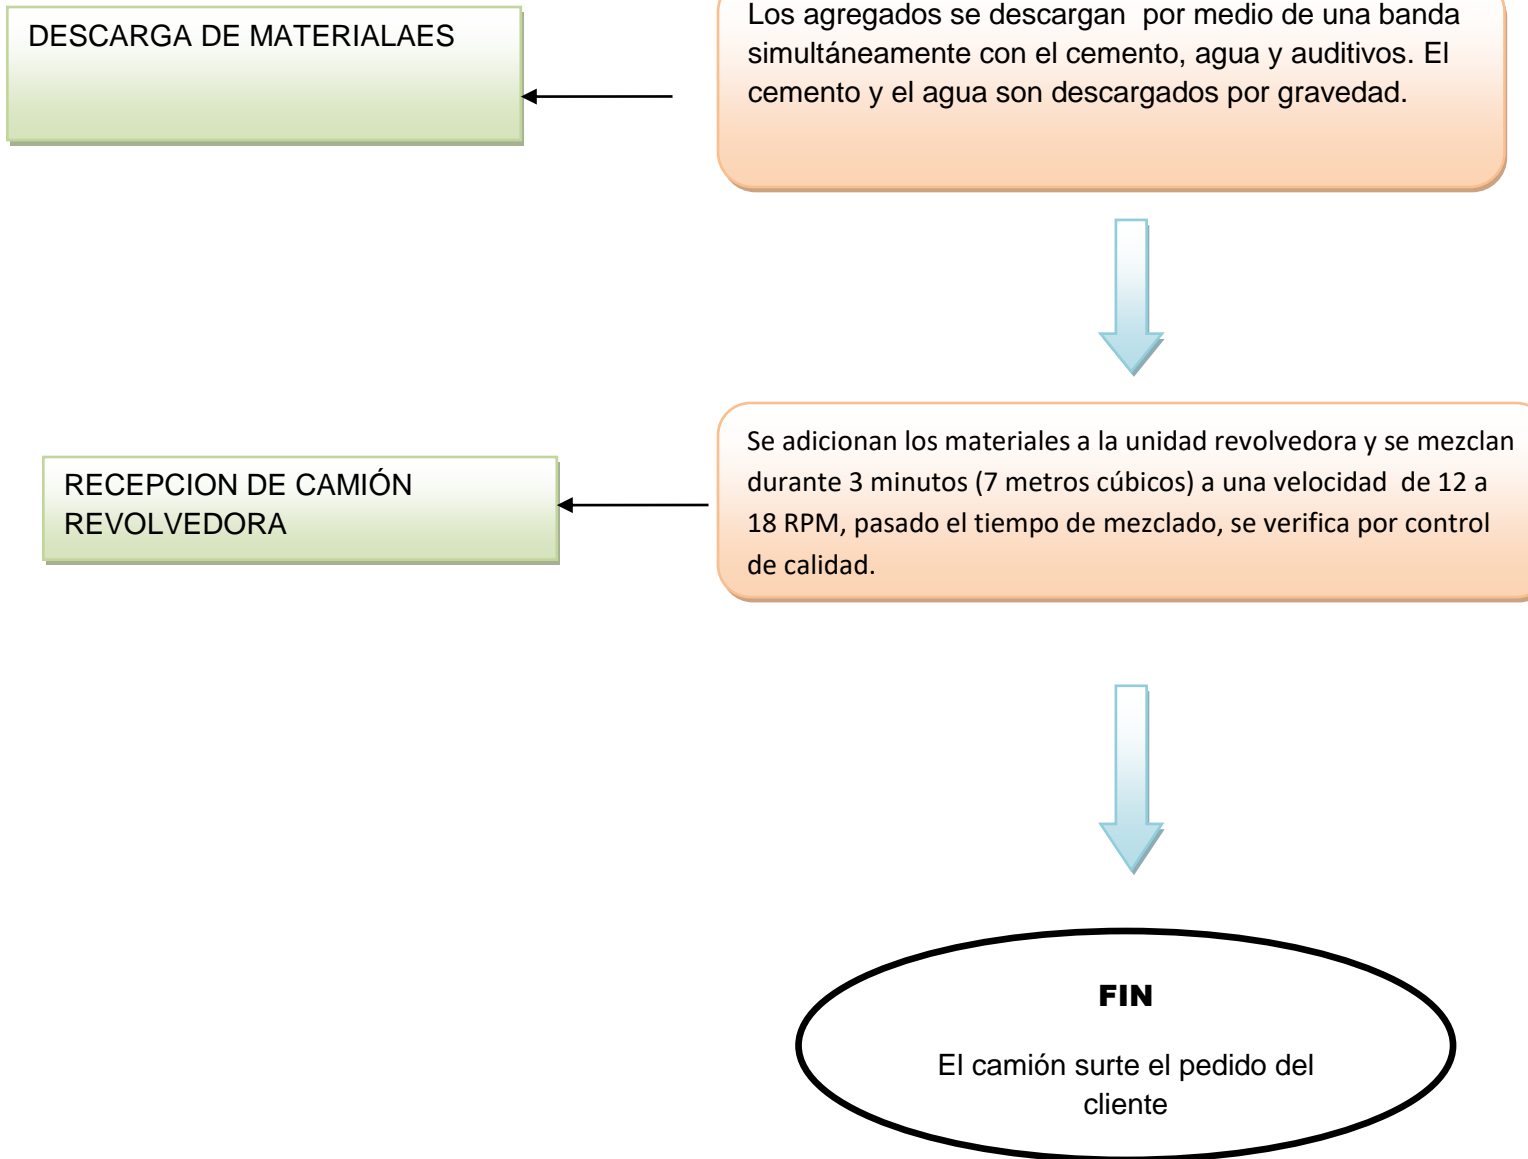 DESCARGA DE MATERIALAES
Los agregados se descargan  por medio de una banda
simultáneamente con el cemento, agua y auditivos. El
cemento y el agua son descargados por gravedad.
RECEPCION DE CAMIÓN
REVOLVEDORA
Se adicionan los materiales a la unidad revolvedora y se mezclan
durante 3 minutos (7 metros cúbicos) a una velocidad  de 12 a
18 RPM, pasado el tiempo de mezclado, se verifica por control
de calidad.
FIN
El camión surte el pedido del
cliente